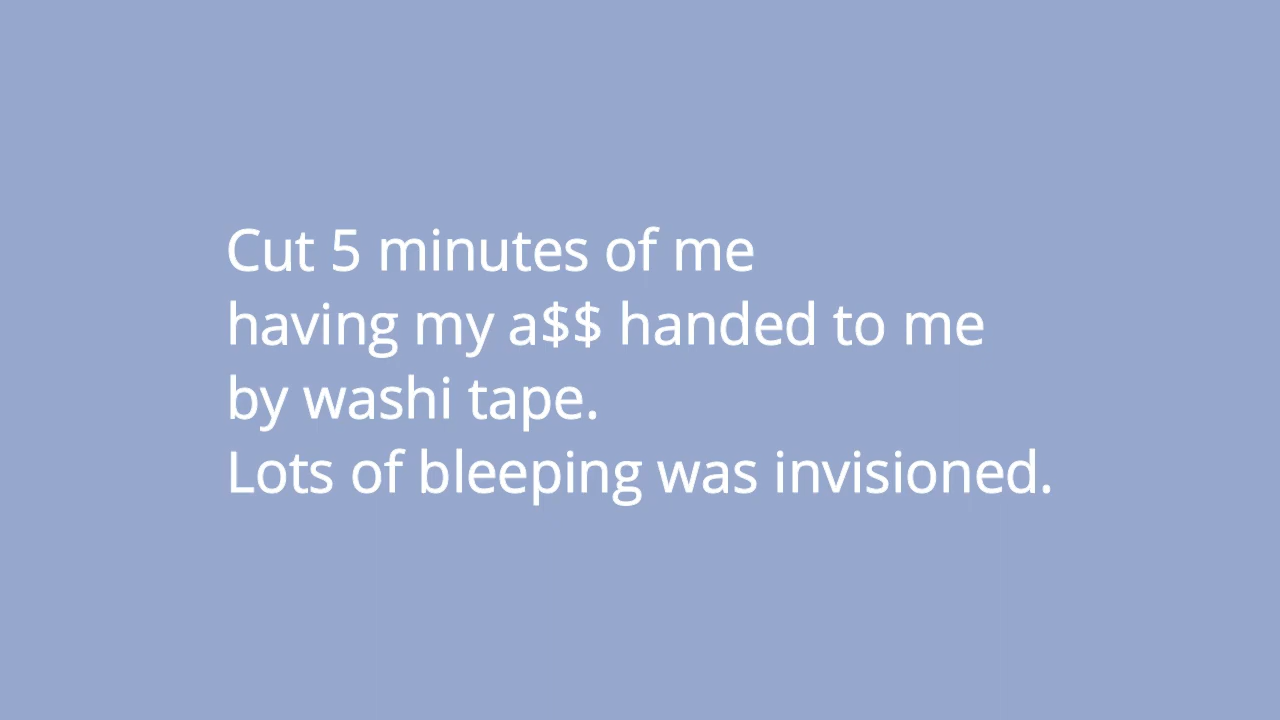 Cut 5 minutes of me
having my a$$ handed to me
by washi tape.
Lots of bleeping was invisioned.